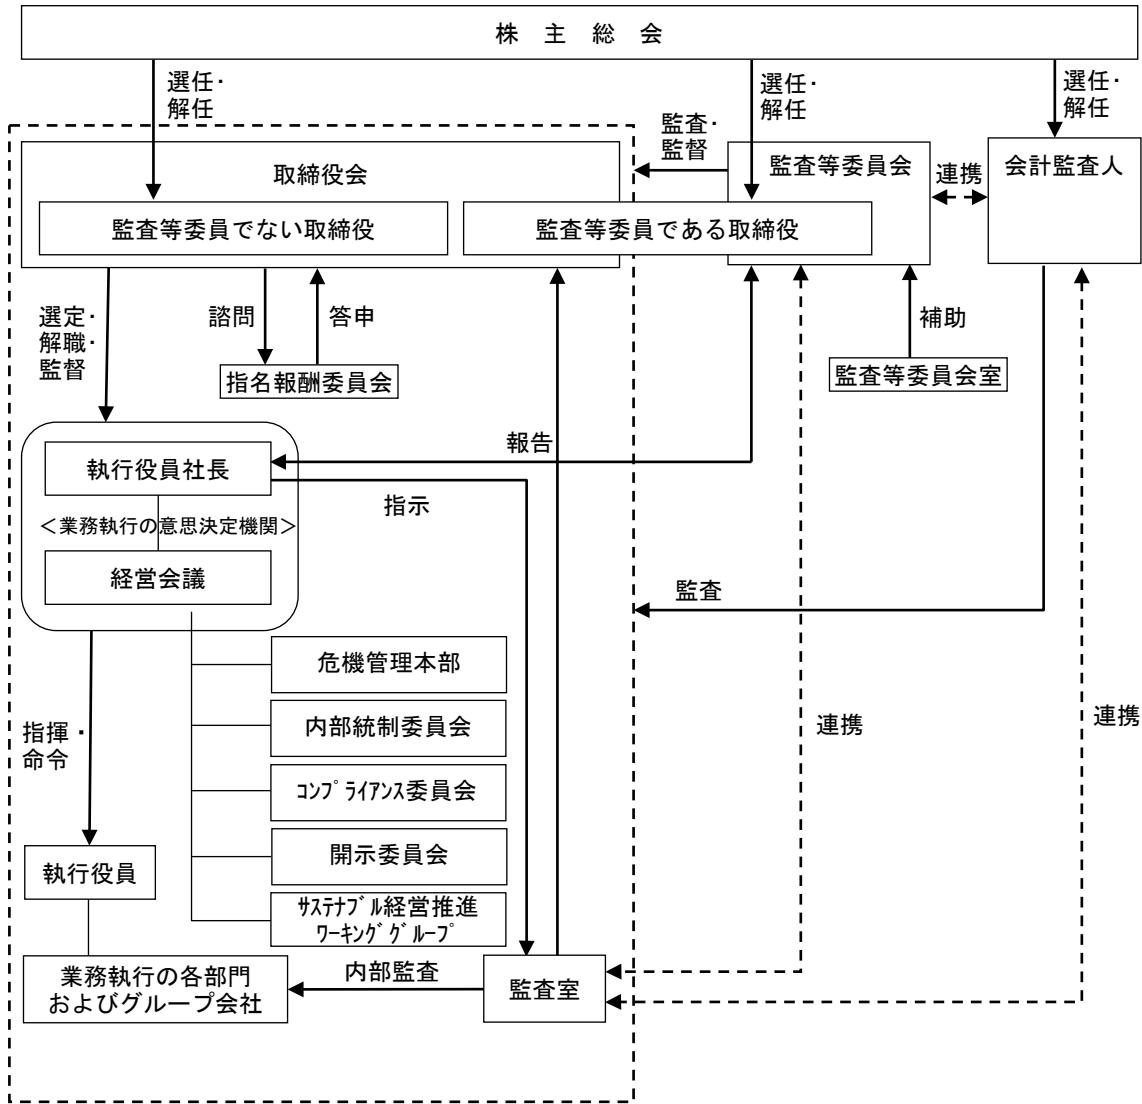 株 主 総 会
選任・
解任
選任・
解任
選任・
解任
監査・
監督
取締役会
監査等委員会
連携
会計監査人
監査等委員でない取締役
監査等委員である取締役
選定・
解職・
監督
諮問
答申
補助
指名報酬委員会
監査等委員会室
報告
執行役員社長
指示
＜業務執行の意思決定機関＞
経営会議
監査
危機管理本部
内部統制委員会
連携
連携
指揮・
命令
ｺﾝﾌﾟﾗｲｱﾝｽ委員会
開示委員会
執行役員
ｻｽﾃﾅﾌﾞﾙ経営推進
ﾜｰｷﾝｸﾞｸﾞﾙｰﾌﾟ
業務執行の各部門
およびグループ会社
内部監査
監査室